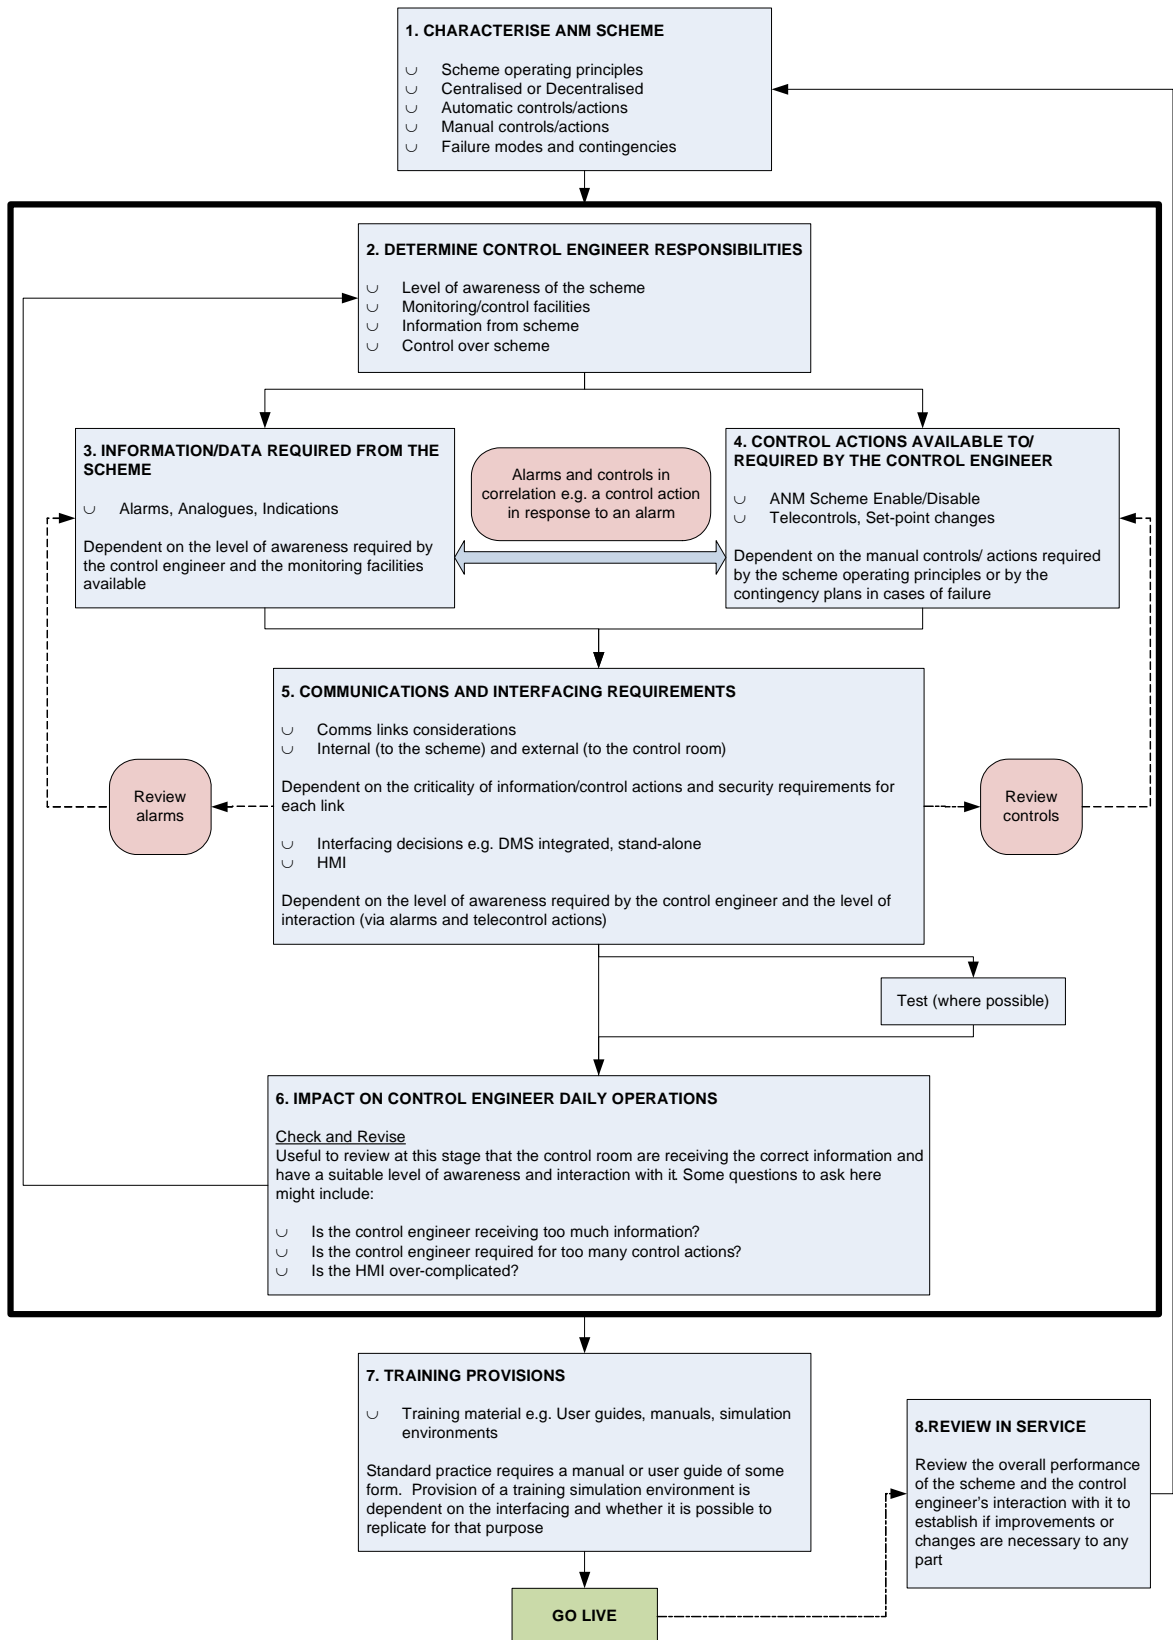 1. CHARACTERISE ANM SCHEME
∪ Scheme operating principles
∪ Centralised or Decentralised
∪ Automatic controls/actions
∪ Manual controls/actions
∪ Failure modes and contingencies
2. DETERMINE CONTROL ENGINEER RESPONSIBILITIES
∪ Level of awareness of the scheme
∪ Monitoring/control facilities
∪ Information from scheme
∪ Control over scheme
3. INFORMATION/DATA REQUIRED FROM THE
SCHEME
∪ Alarms, Analogues, Indications
Dependent on the level of awareness required by
the control engineer and the monitoring facilities
available
Alarms and controls in
correlation e.g. a control action
in response to an alarm
4. CONTROL ACTIONS AVAILABLE TO/
REQUIRED BY THE CONTROL ENGINEER
∪ ANM Scheme Enable/Disable
∪ Telecontrols, Set-point changes
Dependent on the manual controls/ actions required
by the scheme operating principles or by the
contingency plans in cases of failure
5. COMMUNICATIONS AND INTERFACING REQUIREMENTS
∪ Comms links considerations
∪ Internal (to the scheme) and external (to the control room)
Dependent on the criticality of information/control actions and security requirements for
each link
∪ Interfacing decisions e.g. DMS integrated, stand-alone
∪ HMI
Dependent on the level of awareness required by the control engineer and the level of
interaction (via alarms and telecontrol actions)
Review
alarms
Review
controls
Test (where possible)
6. IMPACT ON CONTROL ENGINEER DAILY OPERATIONS
Check and Revise
Useful to review at this stage that the control room are receiving the correct information and
have a suitable level of awareness and interaction with it. Some questions to ask here
might include:
∪ Is the control engineer receiving too much information?
∪ Is the control engineer required for too many control actions?
∪ Is the HMI over-complicated?
7. TRAINING PROVISIONS
∪ Training material e.g. User guides, manuals, simulation
environments
Standard practice requires a manual or user guide of some
form. Provision of a training simulation environment is
dependent on the interfacing and whether it is possible to
replicate for that purpose
8.REVIEW IN SERVICE
Review the overall performance
of the scheme and the control
engineer's interaction with it to
establish if improvements or
changes are necessary to any
part
GO LIVE